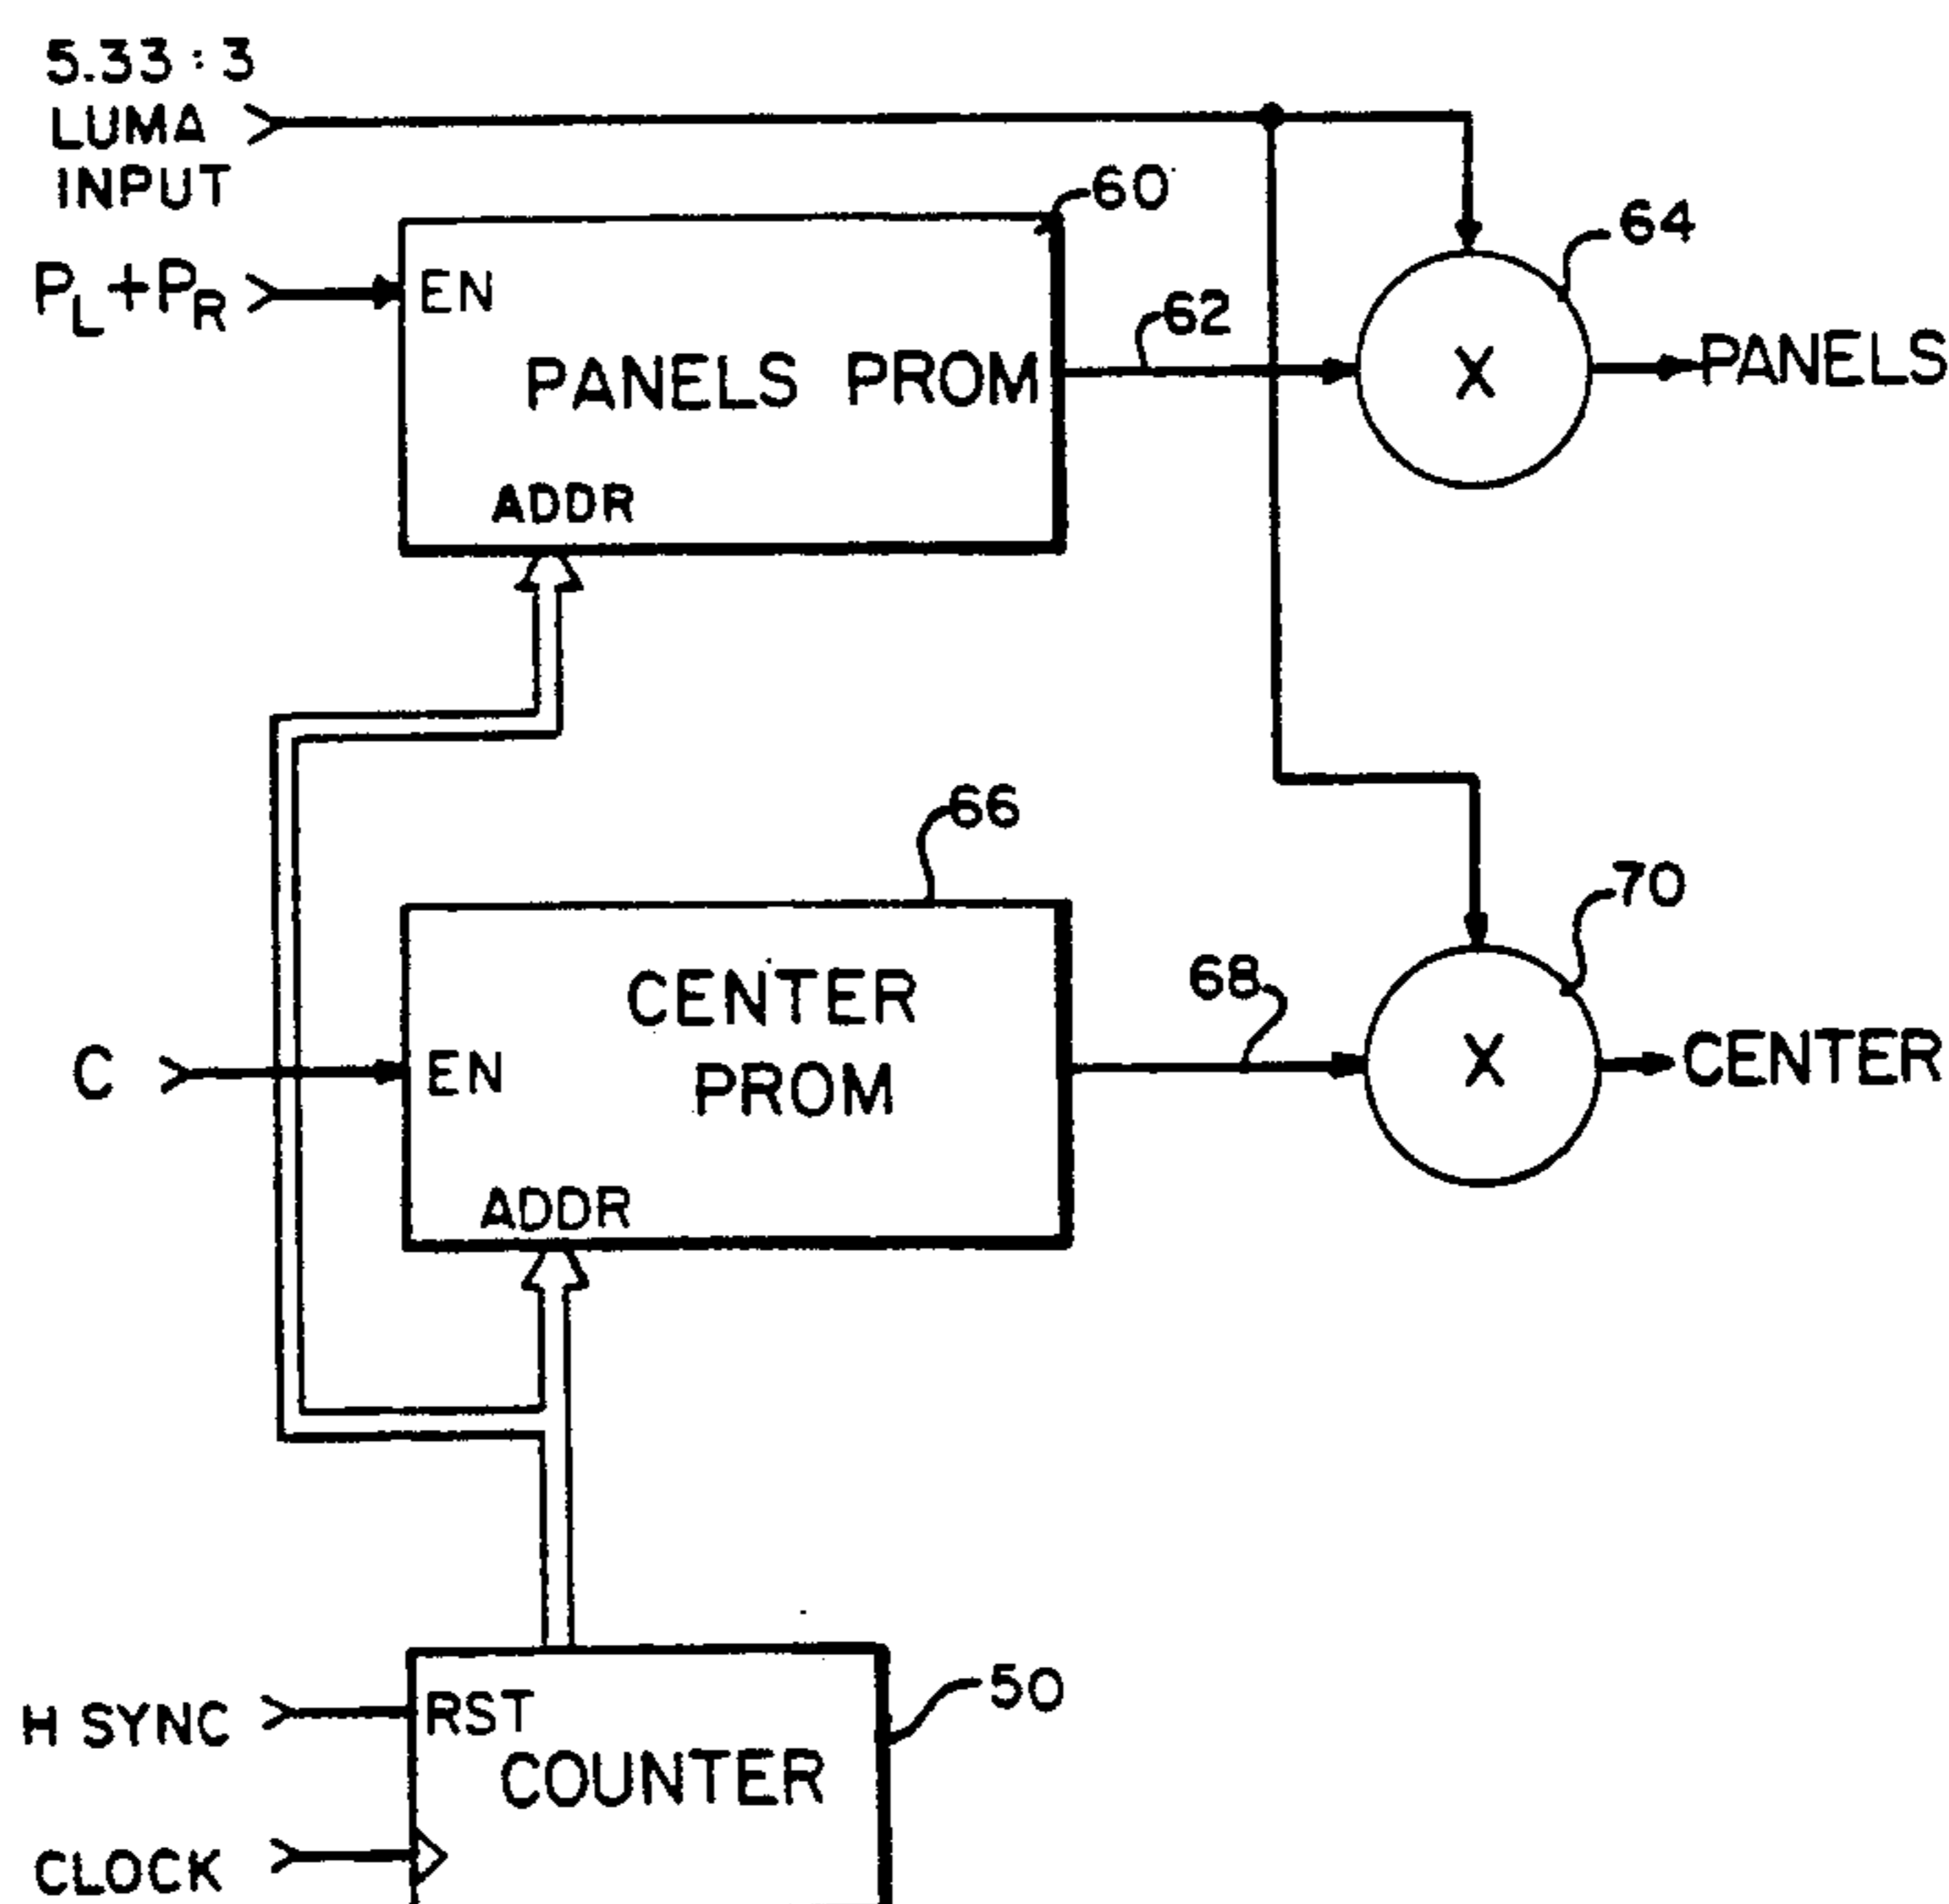 5.33:3
LUMA
INPUT
60
64
PL+PR
EN
62
PANELS PROM
X
PANELS
ADDR
66
70
CENTER
68
C
EN
PROM
X
CENTER
ADDR
H SYNC
RST
50
COUNTER
CLOCK